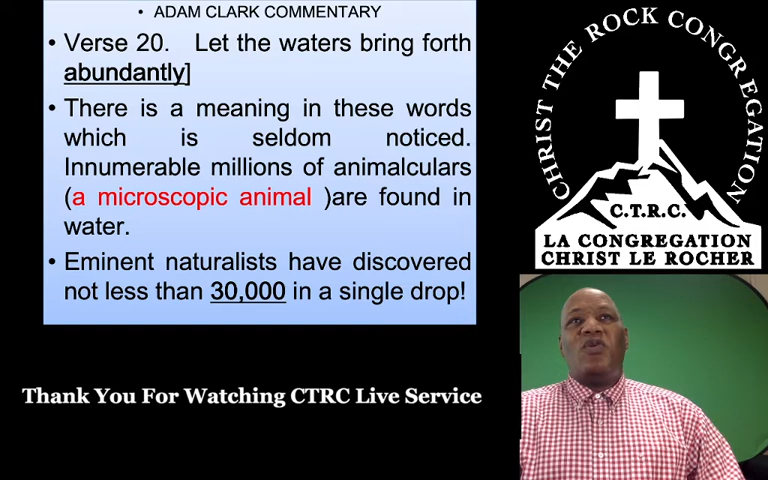 • ADAM CLARK COMMENTARY
• Verse 20. Let the waters bring forth
abundantly]
• There is a meaning in these words
which is seldom noticed.
Innumerable millions of animalculars
(a microscopic animal )are found in
water.
• Eminent naturalists have discovered
not less than 30,000 in a single drop!
CHRIST THE ROCK CONGREGATION
C.T.R.C.
LA CONGREGATION
CHRIST LE ROCHER
Thank You For Watching CTRC Live Service